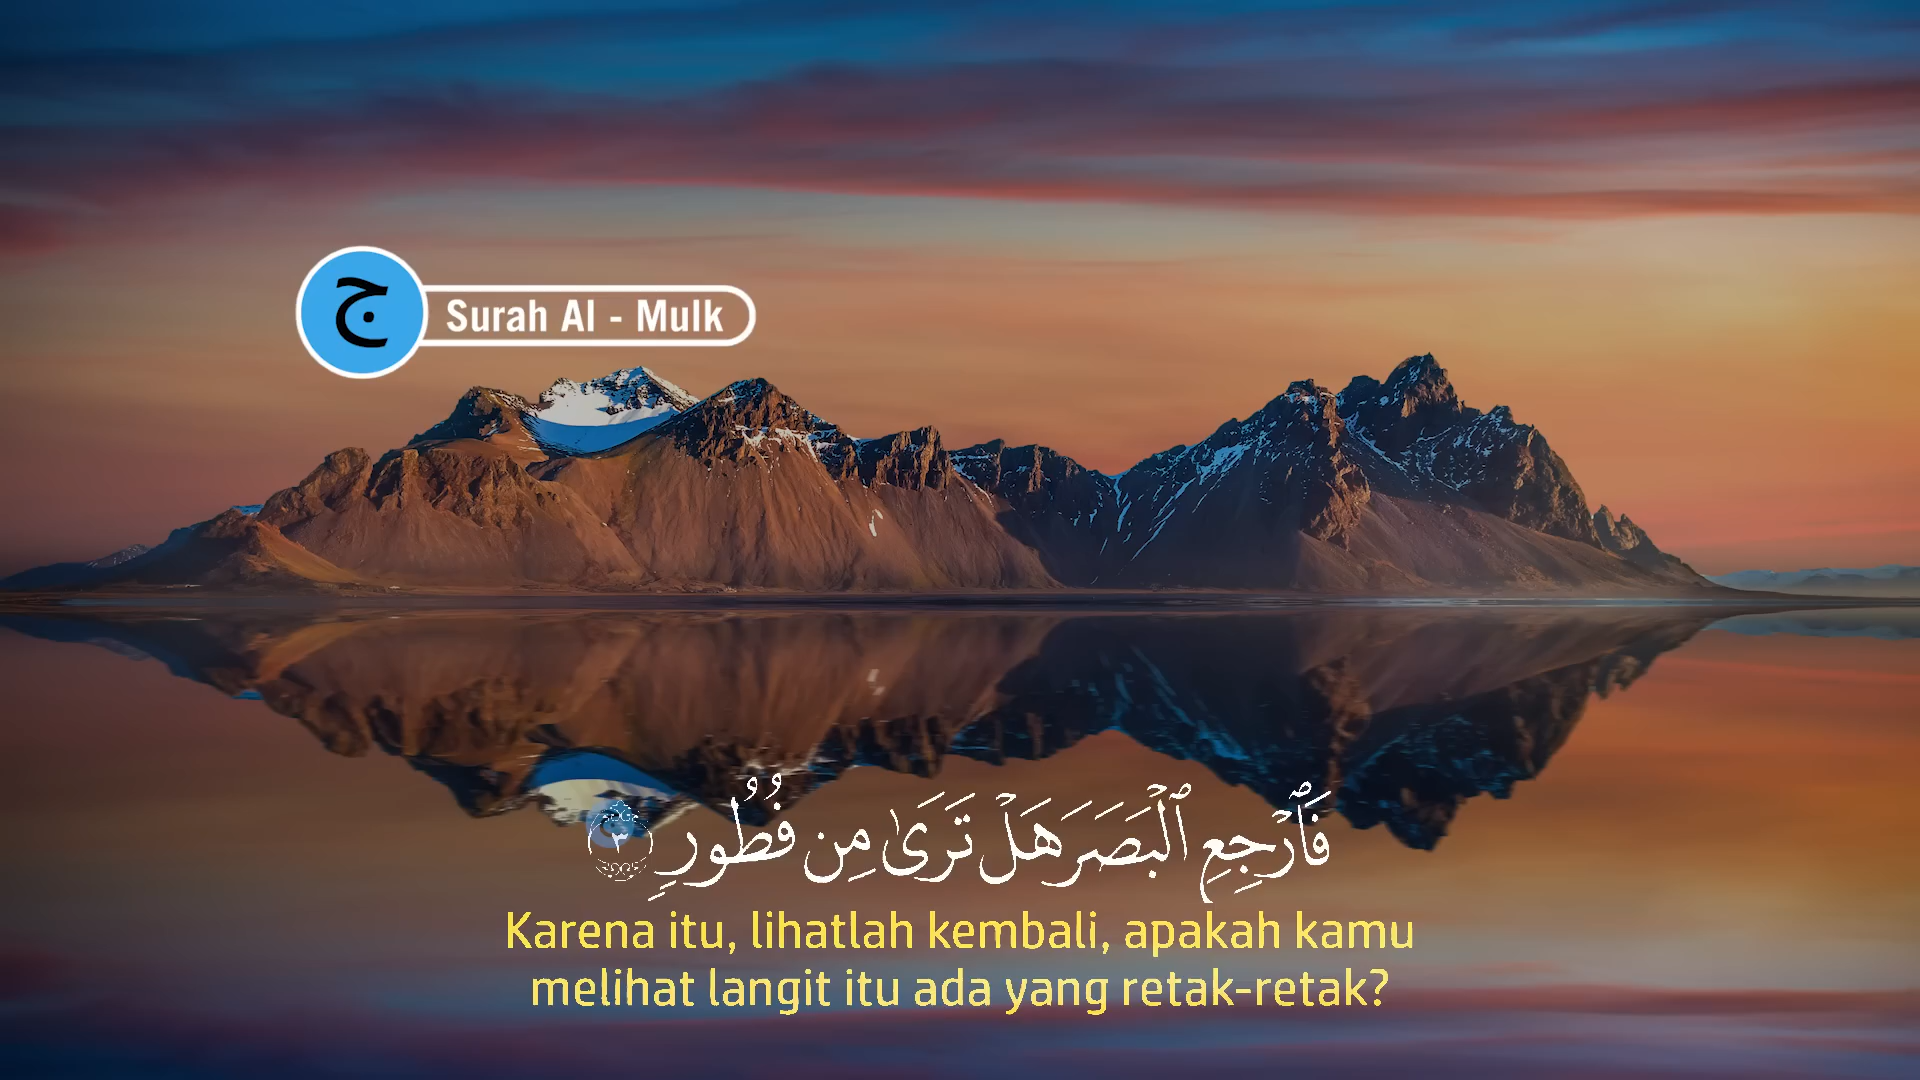 ج
Surah Al - Mulk
فَٱرْجِعِ ٱلْبَصَرَ هَلْ تَرَىٰ مِن فُطُورٍ ٣
Karena itu, lihatlah kembali, apakah kamu
melihat langit itu ada yang retak-retak?